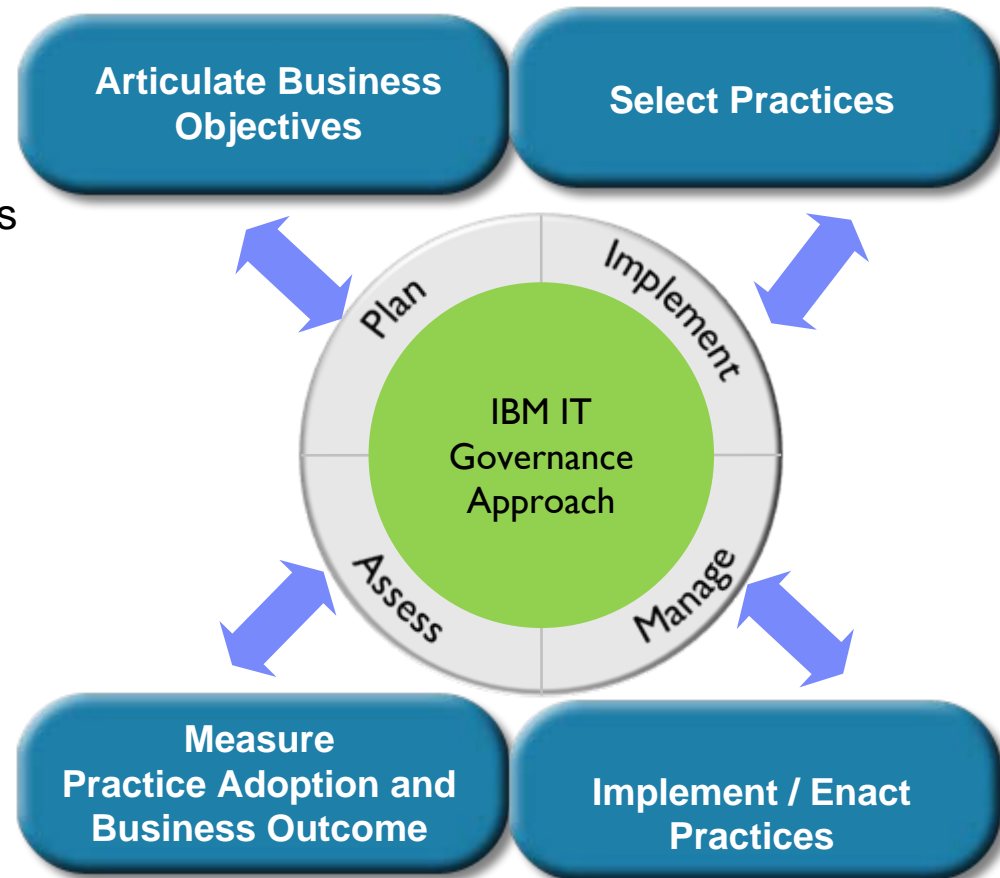 Articulate Business
Objectives
Select Practices
s
Plan
Implement
IBM IT
Governance
Approach
Assess
Manage
Measure
Practice Adoption and
Business Outcome
Implement / Enact
Practices